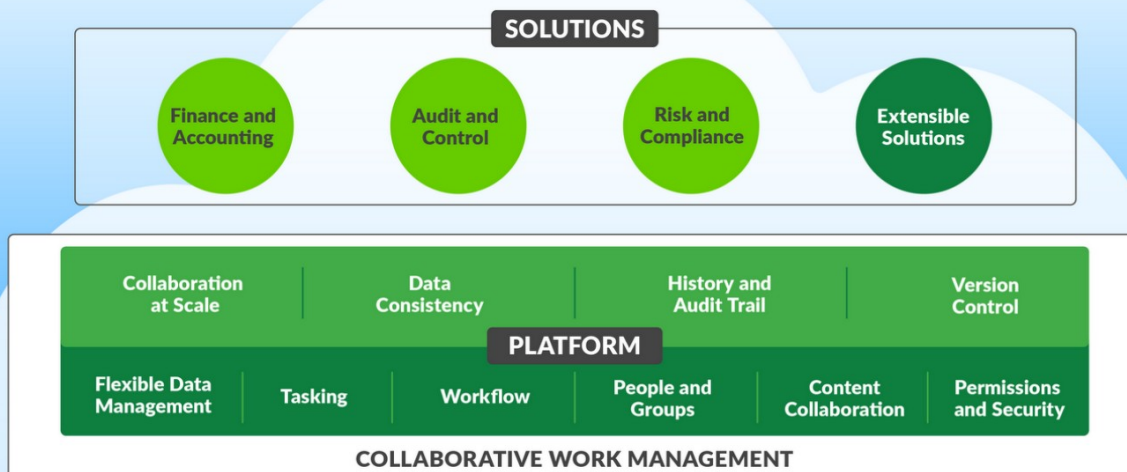 SOLUTIONS
Finance and
Accounting
Audit and
Control
Risk and
Compliance
Extensible
Solutions
Collaboration
at Scale
Data
Consistency
History and
Audit Trail
Version
Control
PLATFORM
Flexible Data
Management
Tasking
Workflow
People and
Groups
Content
Collaboration
Permissions
and Security
COLLABORATIVE WORK MANAGEMENT